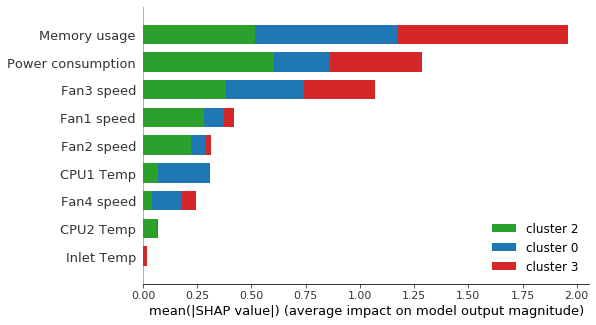 Memory usage
Power consumption
Fan3 speed
Fan1 speed
Fan2 speed
CPU1 Temp
Fan4 speed
CPU2 Temp
Inlet Temp
cluster 2
cluster 0
cluster 3
0.00 0.25 0.50 0.75 1.00 1.25 1.50 1.75 2.00
mean(|SHAP value|) (average impact on model output magnitude)